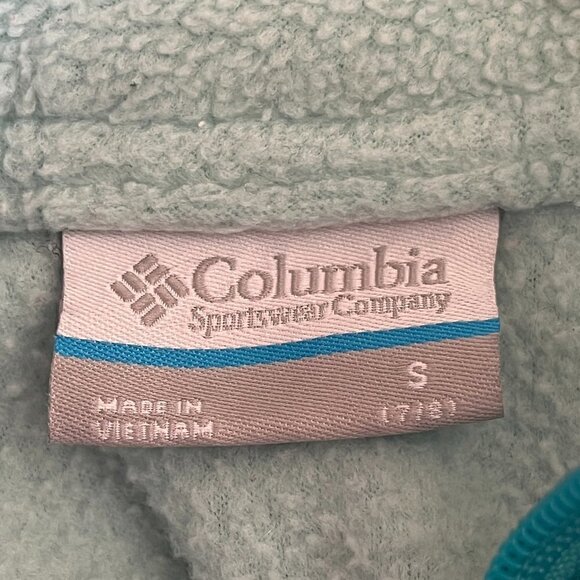 Columbia
Sportswear Company
S
MADE IN
VIETNAM
(7/8)